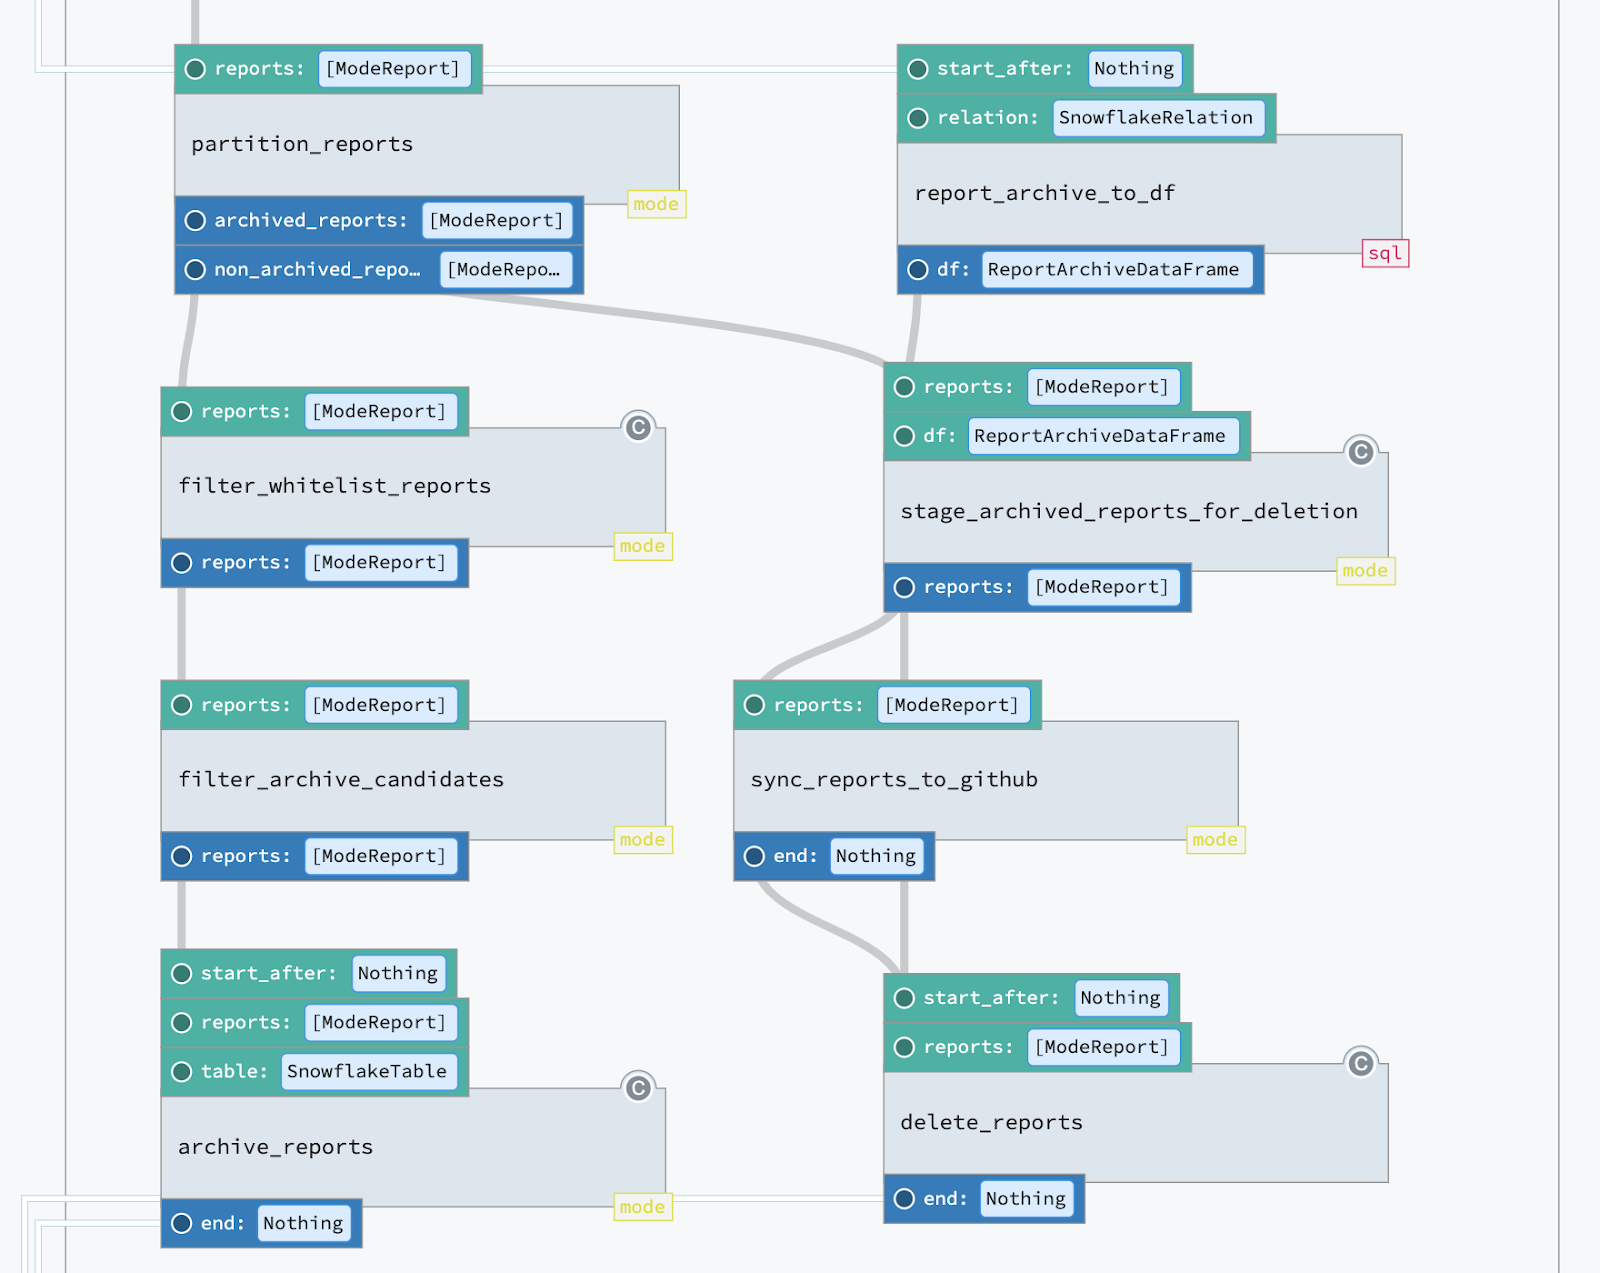 reports: [ModeReport]
partition_reports
mode
archived_reports: [ModeReport]
non_archived_repo… [ModeRepo…
start_after: Nothing
relation: SnowflakeRelation
report_archive_to_df
sql
df: ReportArchiveDataFrame
reports: [ModeReport]
C
filter_whitelist_reports
mode
reports: [ModeReport]
reports: [ModeReport]
df: ReportArchiveDataFrame
C
stage_archived_reports_for_deletion
mode
reports: [ModeReport]
reports: [ModeReport]
filter_archive_candidates
mode
reports: [ModeReport]
reports: [ModeReport]
sync_reports_to_github
mode
end: Nothing
start_after: Nothing
reports: [ModeReport]
table: SnowflakeTable
C
archive_reports
mode
end: Nothing
start_after: Nothing
reports: [ModeReport]
C
delete_reports
end: Nothing